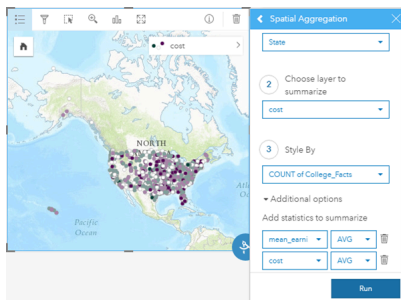 Spatial Aggregation
State
cost
2 Choose layer to
summarize
cost
NORTH
3 Style By
COUNT of College_Facts
Additional options
Pacific
Ocean
Add statistics to summarize
mean_earni AVG
cost AVG
Run